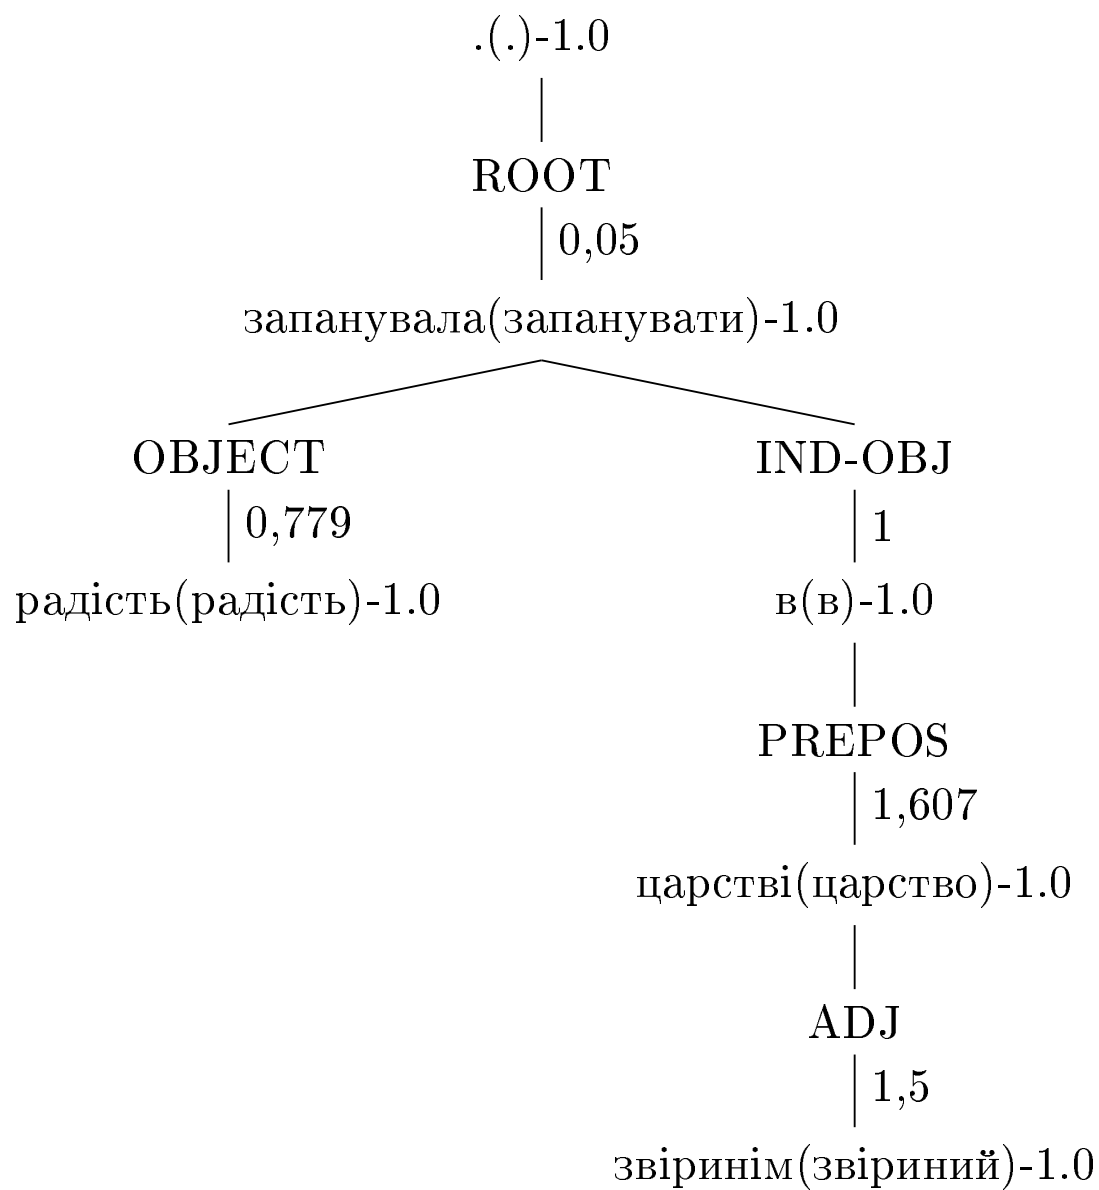 .(.)-1.0
ROOT
0,05
запанувала(запанувати)-1.0
OBJECT IND-OBJ
0,779 1
радість(радість)-1.0 в(в)-1.0
PREPOS
1,607
царстві(царство)-1.0
ADJ
1,5
звіринім(звіриний)-1.0